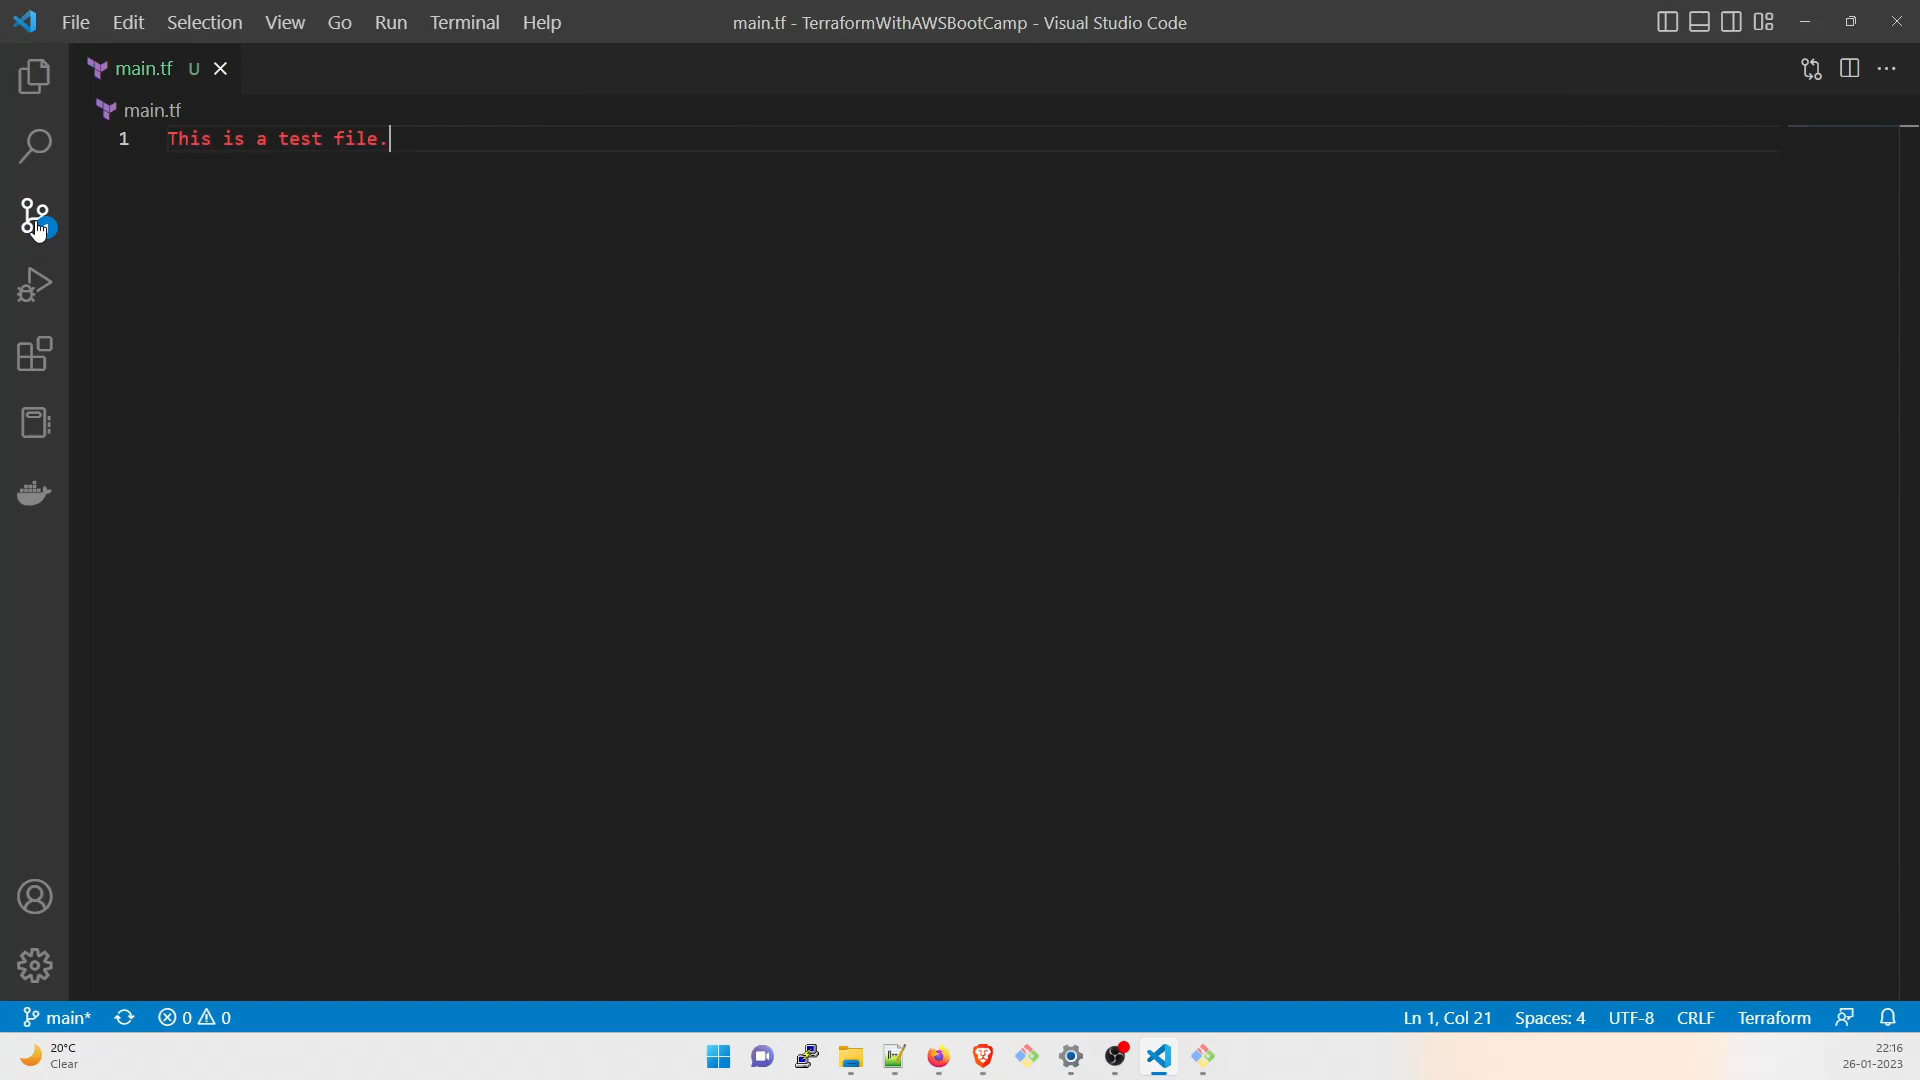 File Edit Selection View Go Run Terminal Help
main.tf - TerraformWithAWSBootCamp - Visual Studio Code
main.tf U
main.tf
1 This is a test file.
main* 0 0
Ln 1, Col 21 Spaces: 4 UTF-8 CRLF Terraform
20°C
Clear
22:16
26-01-2023